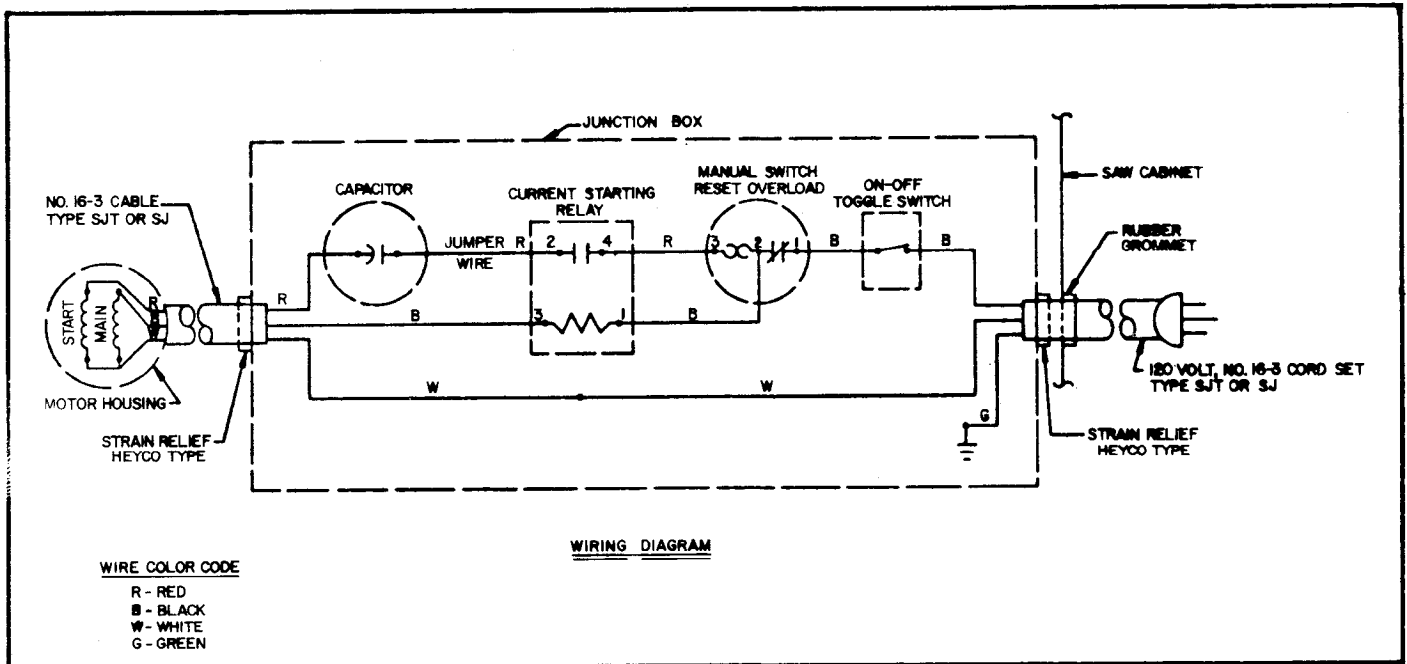 JUNCTION BOX
CAPACITOR
CURRENT STARTING
RELAY
MANUAL SWITCH
RESET OVERLOAD
ON-OFF
TOGGLE SWITCH
SAW CABINET
NO. 16-3 CABLE
TYPE SJT OR SJ
RUBBER
GROMMET
JUMPER
WIRE
R
2
4
R
3
2
1
B
B
R
START
MAIN
R
B
W
B
3
1
B
120 VOLT, NO. 16-3 CORD SET
TYPE SJT OR SJ
MOTOR HOUSING
W
W
G
STRAIN RELIEF
HEYCO TYPE
STRAIN RELIEF
HEYCO TYPE
WIRING DIAGRAM
WIRE COLOR CODE
R - RED
B - BLACK
W - WHITE
G - GREEN